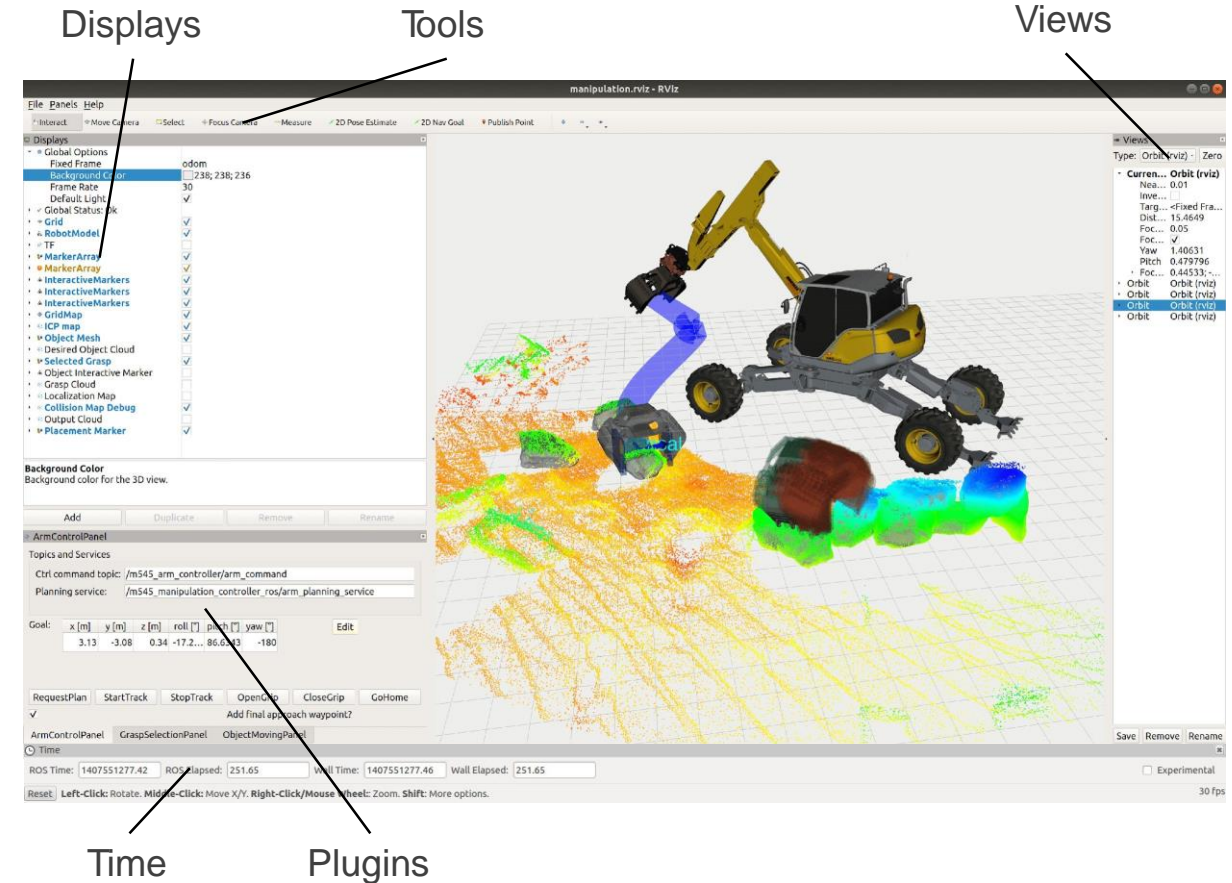 Displays Tools Views
manipulation.rviz - RViz
File Panels Help
Interact Move Camera Select Focus Camera Measure 2D Pose Estimate 2D Nav Goal Publish Point
Displays
Global Options
Fixed Frame odom
Background Color 238; 238; 236
Frame Rate 30
Default Light
Global Status: Ok
Grid
RobotModel
TF
MarkerArray
MarkerArray
InteractiveMarkers
InteractiveMarkers
InteractiveMarkers
GridMap
ICP map
Object Mesh
Desired Object Cloud
Selected Grasp
Object Interactive Marker
Grasp Cloud
Localization Map
Collision Map Debug
Output Cloud
Placement Marker
Background Color
Background color for the 3D view.
Add Duplicate Remove Rename
ArmControlPanel
Topics and Services
Ctrl command topic: /m545_arm_controller/arm_command
Planning service: /m545_manipulation_controller_ros/arm_planning_service
Goal: x [m] y [m] z [m] roll [°] pitch [°] yaw [°] Edit
3.13 -3.08 0.34 -17.2... 86.6343 -180
RequestPlan StartTrack StopTrack OpenGrip CloseGrip GoHome
Add final approach waypoint?
ArmControlPanel GraspSelectionPanel ObjectMovingPanel
Views
Type: Orbit (rviz) Zero
Curren... Orbit (rviz)
Nea... 0.01
Inve...
Targ... <Fixed Fra...
Dist... 15.4649
Foc... 0.05
Foc...
Yaw 1.40631
Pitch 0.479796
Foc... 0.44533; -...
Orbit Orbit (rviz)
Orbit Orbit (rviz)
Orbit Orbit (rviz)
Orbit Orbit (rviz)
Save Remove Rename
Time
ROS Time: 1407551277.42 ROS Elapsed: 251.65 Wall Time: 1407551277.46 Wall Elapsed: 251.65 Experimental
Reset Left-Click: Rotate. Middle-Click: Move X/Y. Right-Click/Mouse Wheel:: Zoom. Shift: More options. 30 fps
Time Plugins